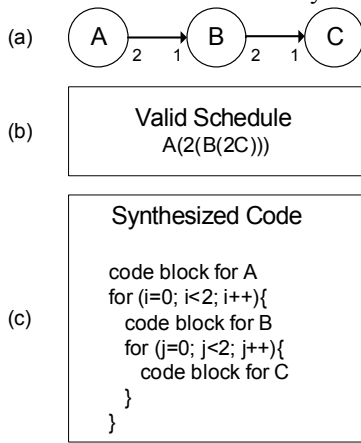 (a) A 2 1 B 2 1 C
(b)
Valid Schedule
A(2(B(2C)))
(c)
Synthesized Code
code block for A
for (i=0; i<2; i++){
code block for B
for (j=0; j<2; j++){
code block for C
}
}